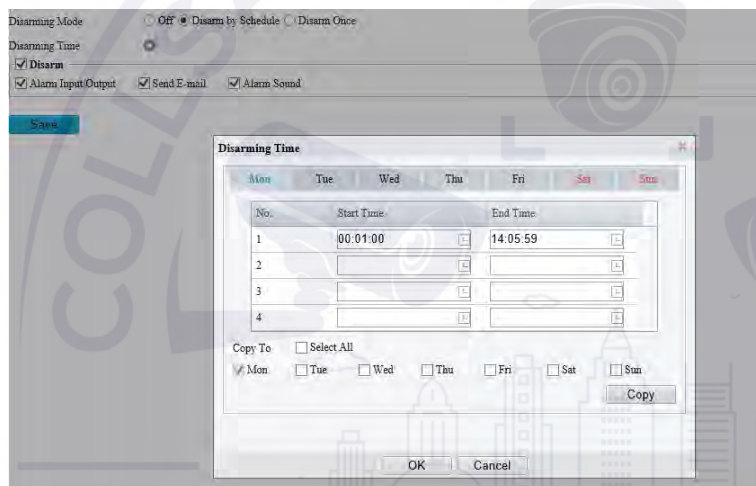 Disarming Mode Off Disarm by Schedule Disarm Once
Disarming Time
Disarm
Alarm Input/Output Send E-mail Alarm Sound
Save
Disarming Time
Mon Tue Wed Thu Fri Sat Sun
No. Start Time End Time
1 00:01:00 14:05:59
2
3
4
Copy To Select All
Mon Tue Wed Thu Fri Sat Sun
Copy
OK Cancel